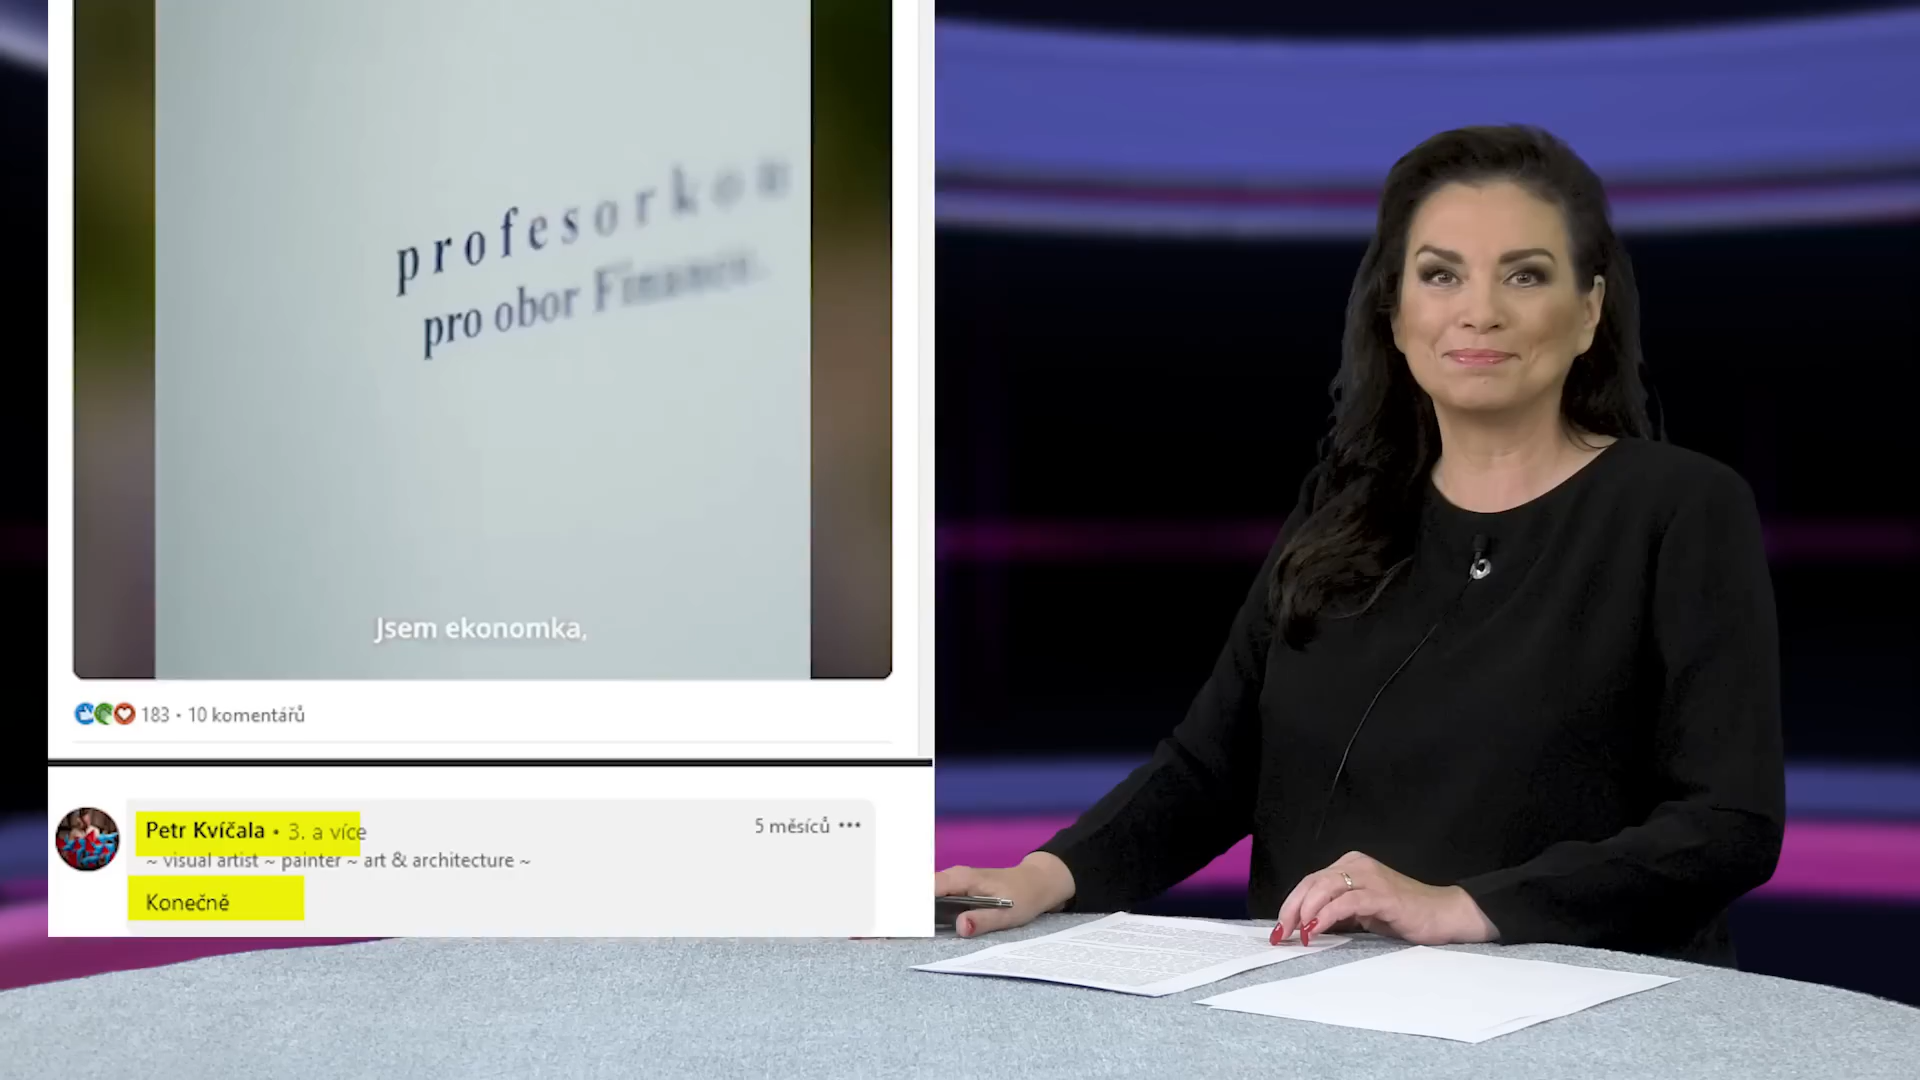 profesorkou
pro obor Finance.
Jsem ekonomka,
183 • 10 komentářů
Petr Kvíčala • 3. a více
5 měsíců •••
~ visual artist ~ painter ~ art & architecture ~
Konečně